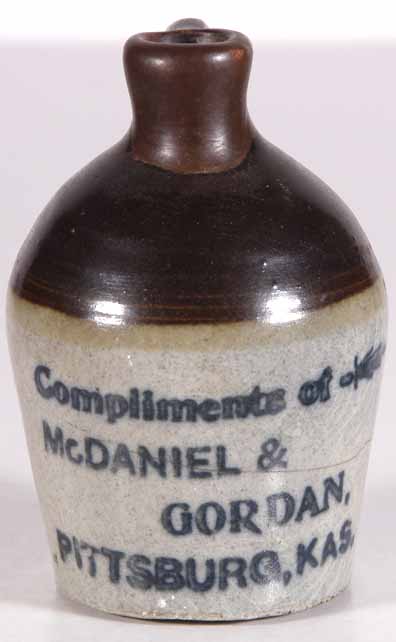 Compliments of
McDANIEL &
GORDAN,
PITTSBURG, KAS.